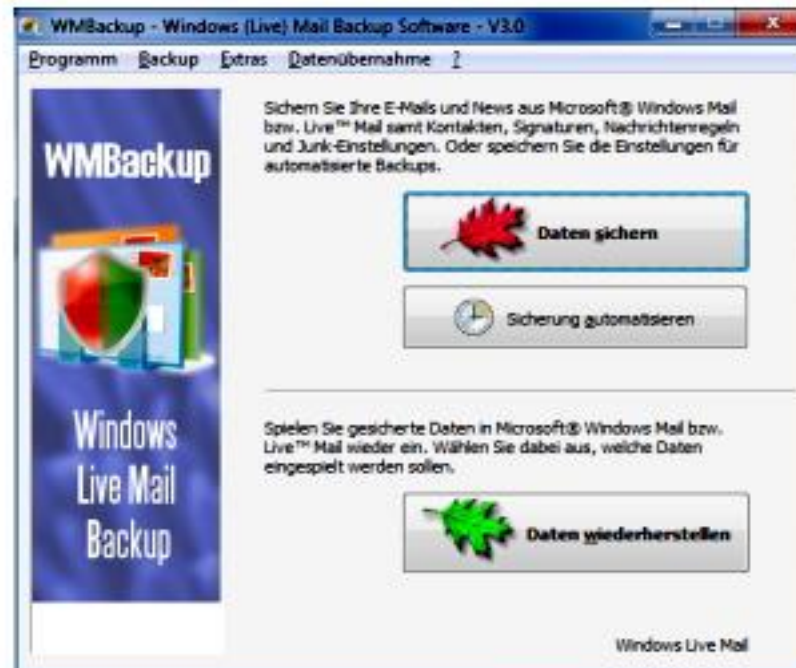 WMBackup - Windows (Live) Mail Backup Software - V3.0
Programm Backup Extras Datenübernahme ?
WMBackup
Windows
Live Mail
Backup
Sichern Sie Ihre E-Mails und News aus Microsoft® Windows Mail
bzw. Live™ Mail samt Kontakten, Signaturen, Nachrichtenregeln
und Junk-Einstellungen. Oder speichern Sie die Einstellungen für
automatisierte Backups.
Daten sichern
Sicherung automatisieren
Spielen Sie gesicherte Daten in Microsoft® Windows Mail bzw.
Live™ Mail wieder ein. Wählen Sie dabei aus, welche Daten
eingespielt werden sollen.
Daten wiederherstellen
Windows Live Mail